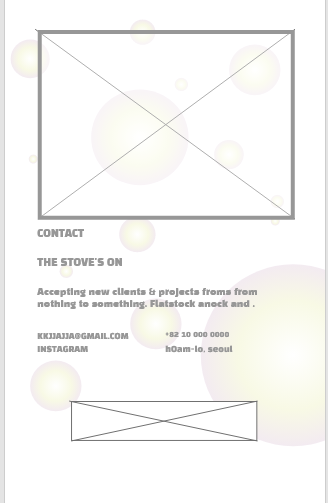 CONTACT
THE STOVE'S ON
Accepting new clients & projects froms from
nothing to something. Flatstock anock and .
KKJJAJJA@GMAIL.COM
+82 10 000 0000
INSTAGRAM
h0am-lo, seoul